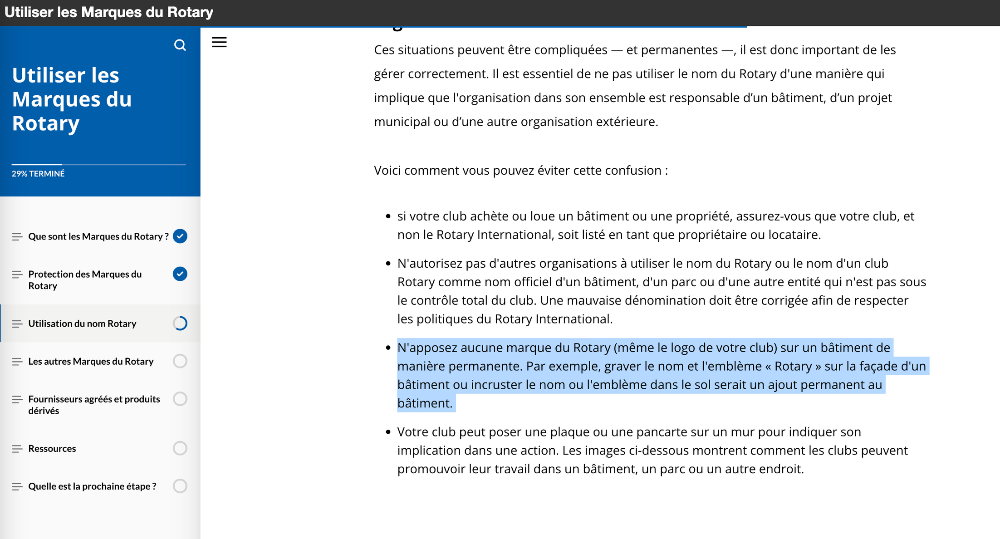 Utiliser les Marques du Rotary
Utiliser les
Marques du
Rotary
29% TERMINÉ
Que sont les Marques du Rotary ?
Protection des Marques du
Rotary
Utilisation du nom Rotary
Les autres Marques du Rotary
Fournisseurs agréés et produits
dérivés
Ressources
Quelle est la prochaine étape ?
Ces situations peuvent être compliquées — et permanentes —, il est donc important de les
gérer correctement. Il est essentiel de ne pas utiliser le nom du Rotary d'une manière qui
implique que l'organisation dans son ensemble est responsable d’un bâtiment, d’un projet
municipal ou d’une autre organisation extérieure.
Voici comment vous pouvez éviter cette confusion :
• si votre club achète ou loue un bâtiment ou une propriété, assurez-vous que votre club, et
non le Rotary International, soit listé en tant que propriétaire ou locataire.
• N'autorisez pas d'autres organisations à utiliser le nom du Rotary ou le nom d'un club
Rotary comme nom officiel d'un bâtiment, d'un parc ou d'une autre entité qui n'est pas sous
le contrôle total du club. Une mauvaise dénomination doit être corrigée afin de respecter
les politiques du Rotary International.
• N'apposez aucune marque du Rotary (même le logo de votre club) sur un bâtiment de
manière permanente. Par exemple, graver le nom et l'emblème « Rotary » sur la façade d'un
bâtiment ou incruster le nom ou l'emblème dans le sol serait un ajout permanent au
bâtiment.
• Votre club peut poser une plaque ou une pancarte sur un mur pour indiquer son
implication dans une action. Les images ci-dessous montrent comment les clubs peuvent
promouvoir leur travail dans un bâtiment, un parc ou un autre endroit.